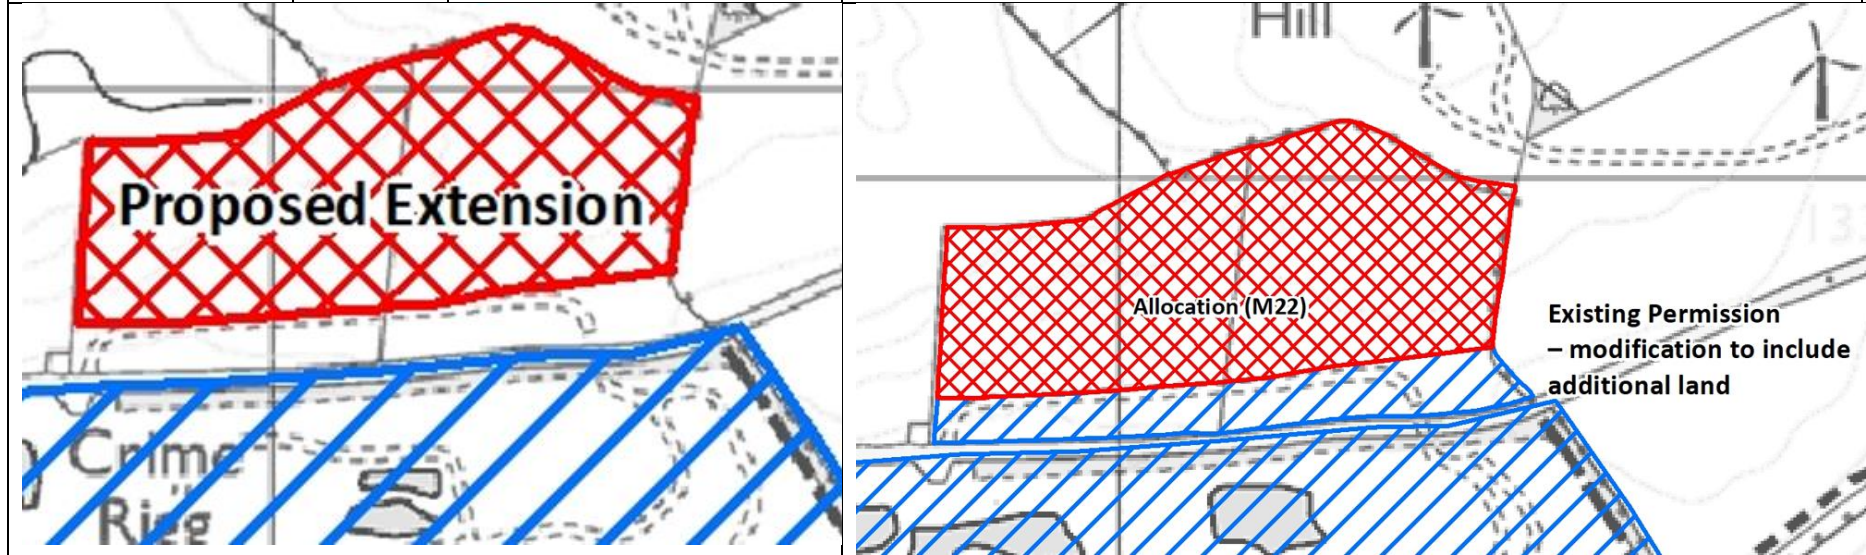 Proposed Extension
Crime
Rigg
Hill
Allocation (M22)
Existing Permission
– modification to include
additional land